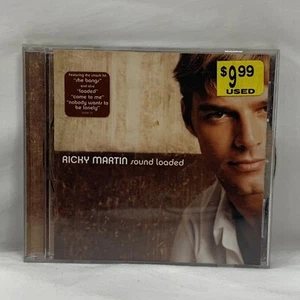 featuring the smash hit
"she bangs"
and also
"loaded"
"come to me"
"nobody wants to
be lonely"
$9.99
USED
RICKY MARTIN sound loaded